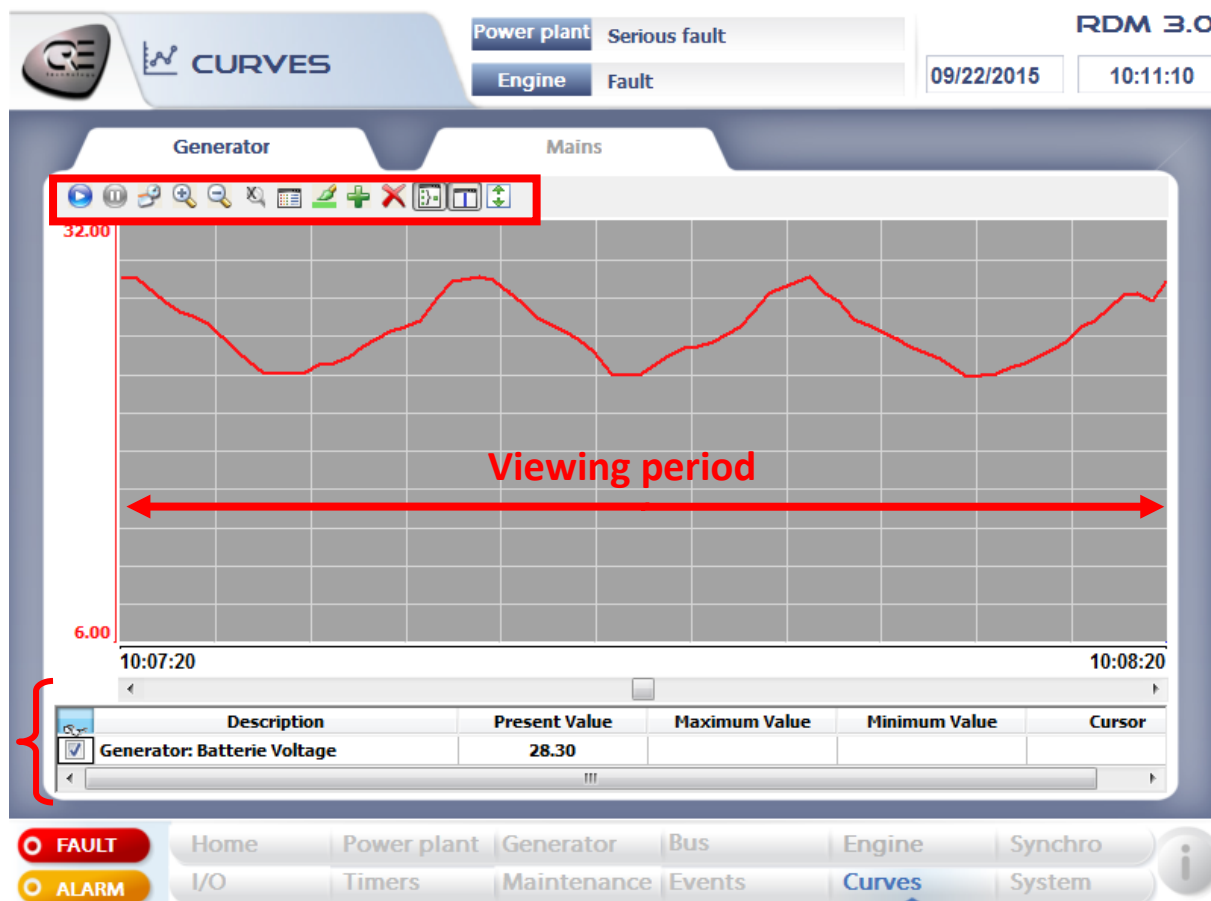 CRE
technology
CURVES
Power plant Serious fault
Engine Fault
RDM 3.0
09/22/2015 10:11:10
Generator Mains
32.00
Viewing period
6.00
10:07:20 10:08:20
Description Present Value Maximum Value Minimum Value Cursor
Generator: Batterie Voltage 28.30
FAULT Home Power plant Generator Bus Engine Synchro
ALARM I/O Timers Maintenance Events Curves System
i